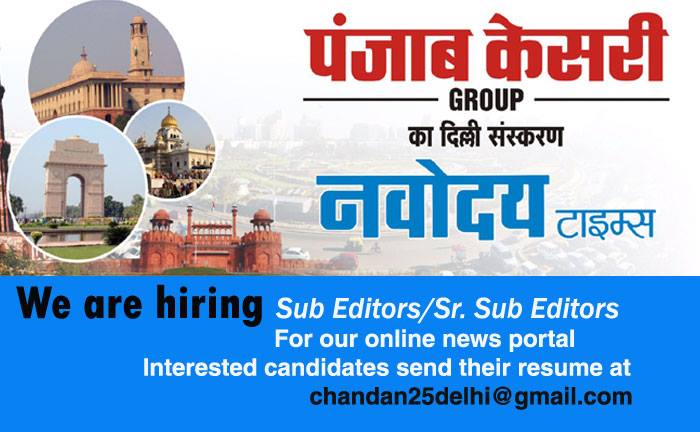 पंजाब केसरी
GROUP
का दिल्ली संस्करण
नवोदय टाइम्स
We are hiring Sub Editors/Sr. Sub Editors
For our online news portal
Interested candidates send their resume at
chandan25delhi@gmail.com